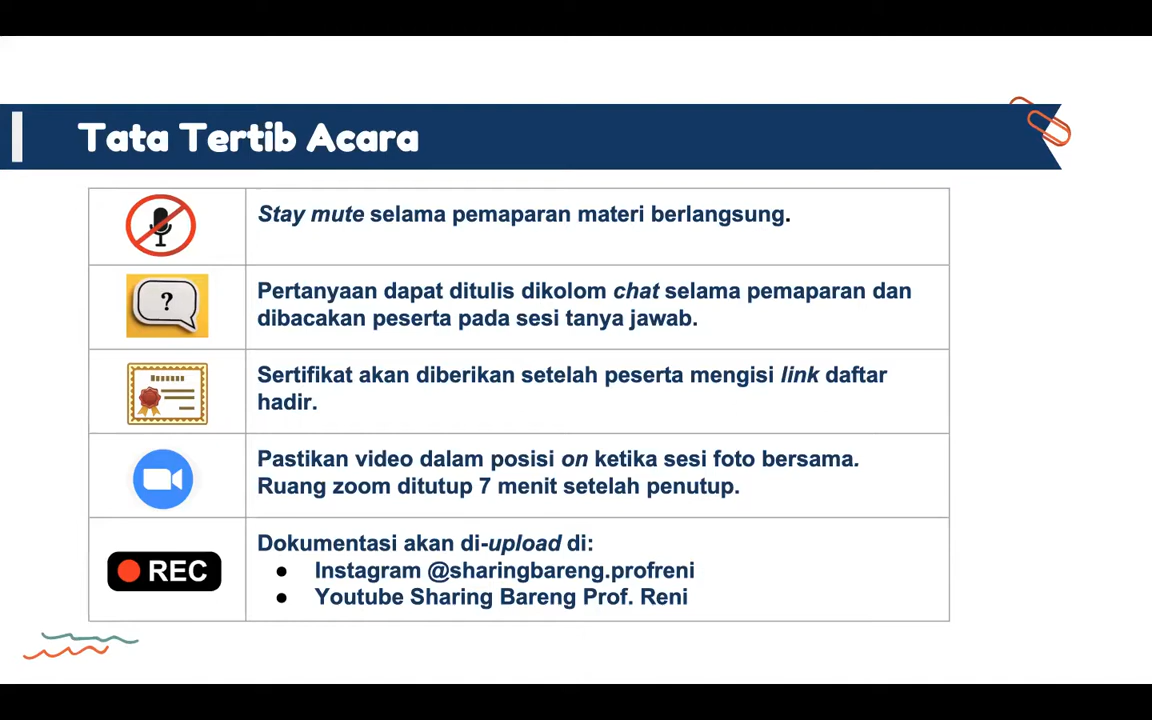 Tata Tertib Acara
Stay mute selama pemaparan materi berlangsung.
?
Pertanyaan dapat ditulis dikolom chat selama pemaparan dan
dibacakan peserta pada sesi tanya jawab.
Sertifikat akan diberikan setelah peserta mengisi link daftar
hadir.
Pastikan video dalam posisi on ketika sesi foto bersama.
Ruang zoom ditutup 7 menit setelah penutup.
REC
Dokumentasi akan di-upload di:
● Instagram @sharingbareng.profreni
● Youtube Sharing Bareng Prof. Reni